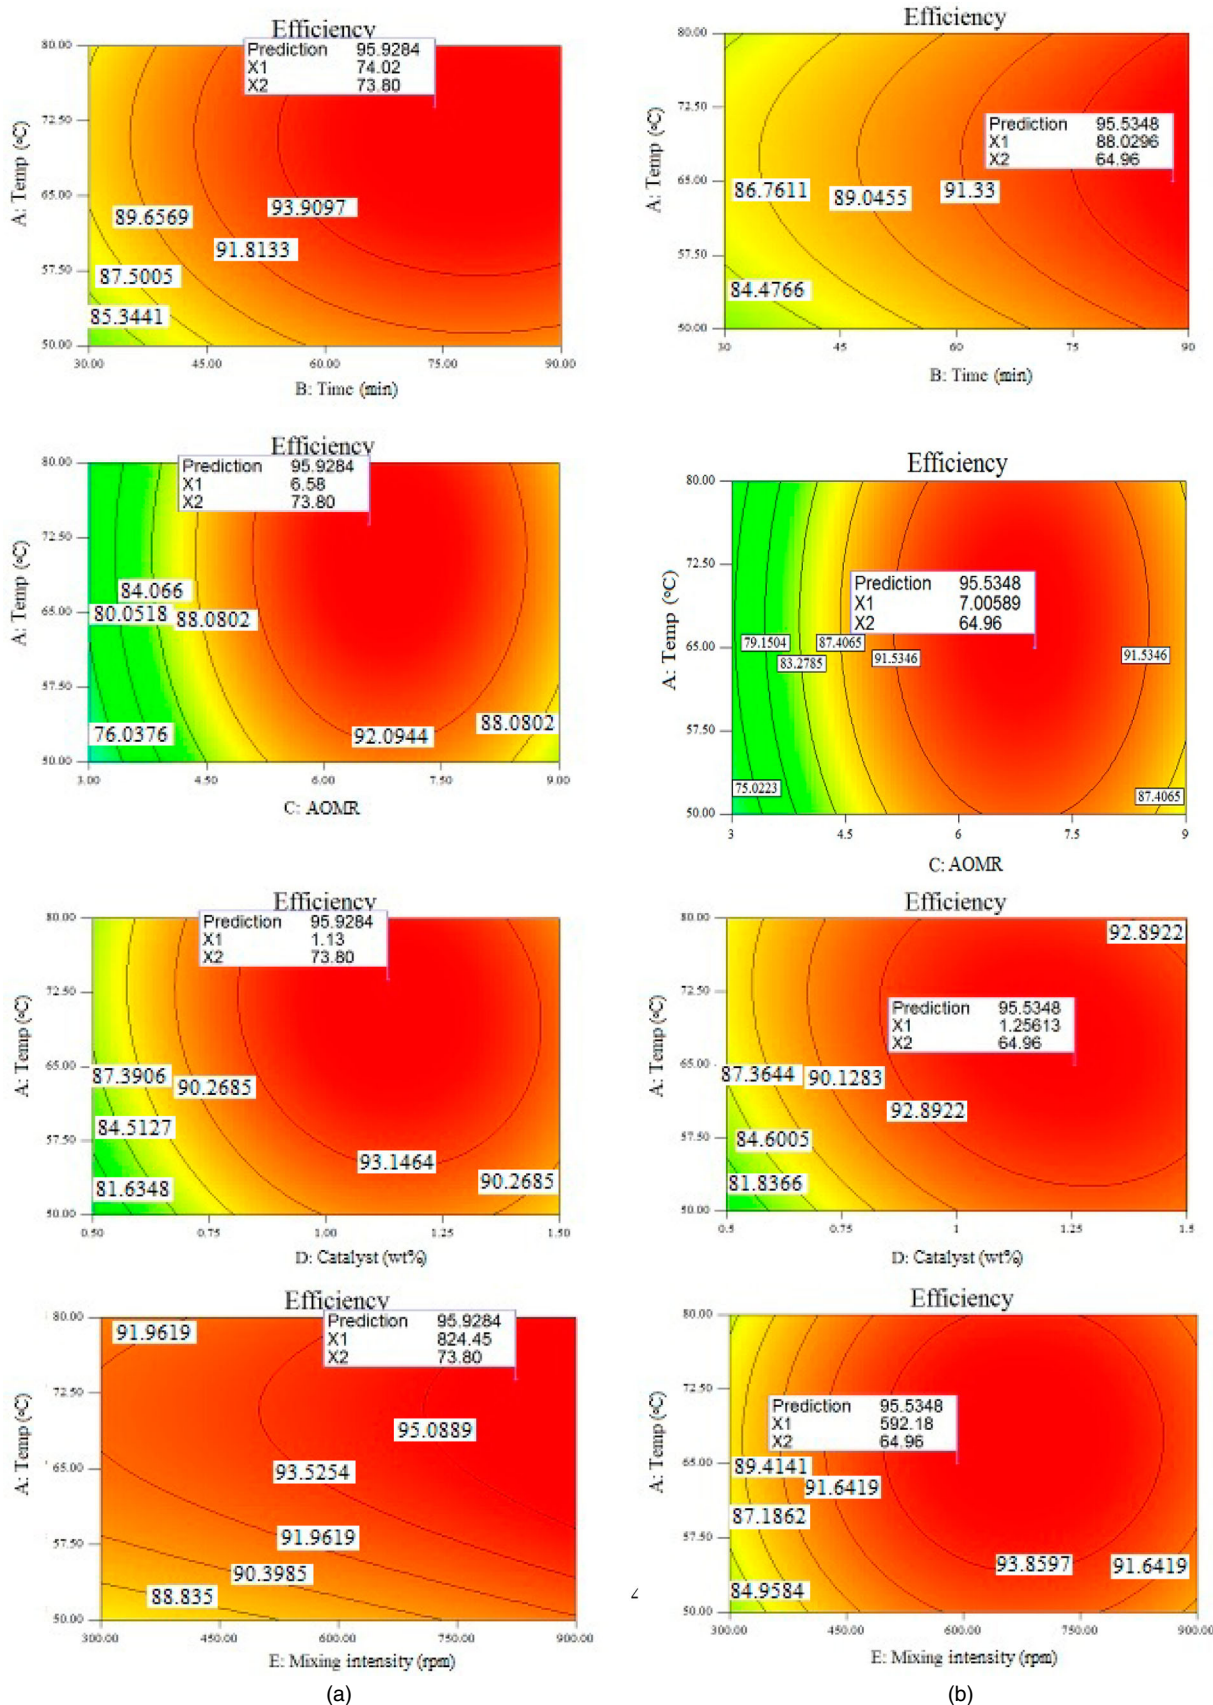 Efficiency
Prediction 95.9284
X1 74.02
X2 73.80
80.00
72.50
65.00
57.50
50.00
A: Temp (°C)
93.9097
89.6569
91.8133
87.5005
85.3441
30.00 45.00 60.00 75.00 90.00
B: Time (min)
Efficiency
Prediction 95.5348
X1 88.0296
X2 64.96
80.00
72.50
65.00
57.50
50.00
A: Temp (°C)
86.7611 89.0455 91.33
84.4766
30 45 60 75 90
B: Time (min)
Efficiency
Prediction 95.9284
X1 6.58
X2 73.80
80.00
72.50
65.00
57.50
50.00
A: Temp (°C)
84.066
80.0518 88.0802
76.0376 92.0944 88.0802
3.00 4.50 6.00 7.50 9.00
C: AOMR
Efficiency
Prediction 95.5348
X1 7.00589
X2 64.96
80.00
72.50
65.00
57.50
50.00
A: Temp (°C)
79.1504 87.4065
83.2785 91.5346 91.5346
75.0223 87.4065
3 4.5 6 7.5 9
C: AOMR
Efficiency
Prediction 95.9284
X1 1.13
X2 73.80
80.00
72.50
65.00
57.50
50.00
A: Temp (°C)
87.3906 90.2685
84.5127
93.1464
81.6348 90.2685
0.50 0.75 1.00 1.25 1.50
D: Catalyst (wt%)
Efficiency
92.8922
Prediction 95.5348
X1 1.25613
X2 64.96
80.00
72.50
65.00
57.50
50.00
A: Temp (°C)
87.3644 90.1283
92.8922
84.6005
81.8366
0.5 0.75 1 1.25 1.5
D: Catalyst (wt%)
Efficiency
Prediction 95.9284
X1 824.45
X2 73.80
80.00
72.50
65.00
57.50
50.00
A: Temp (°C)
91.9619
95.0889
93.5254
91.9619
90.3985
88.835
300.00 450.00 600.00 750.00 900.00
E: Mixing intensity (rpm)
(a)
Efficiency
Prediction 95.5348
X1 592.18
X2 64.96
80.00
72.50
65.00
57.50
50.00
A: Temp (°C)
89.4141
91.6419
87.1862
93.8597 91.6419
84.9584
300.00 450.00 600.00 750.00 900.00
E: Mixing intensity (rpm)
(b)